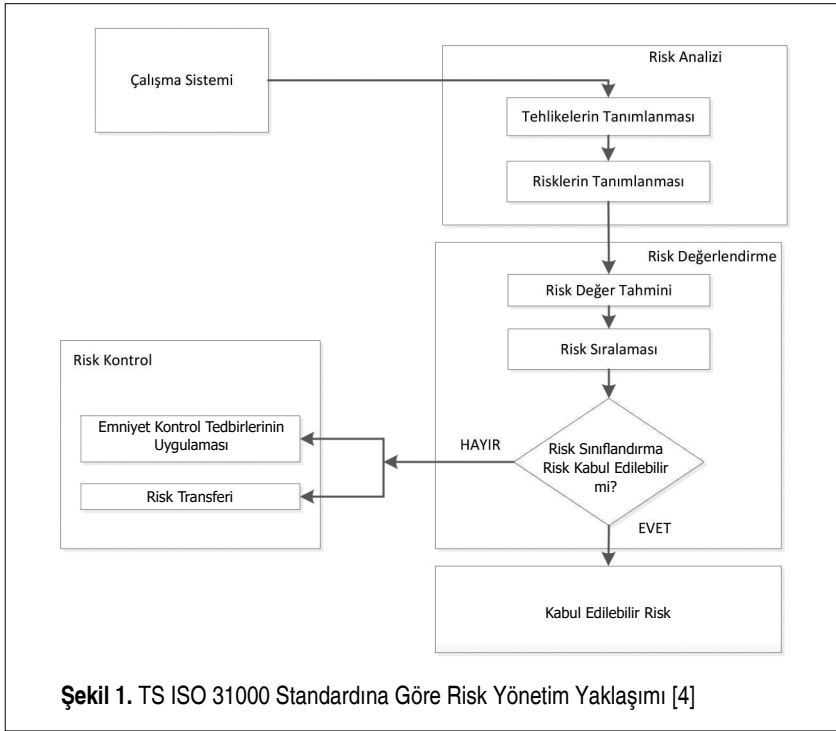 Çalışma Sistemi
Risk Analizi
Tehlikelerin Tanımlanması
Risklerin Tanımlanması
Risk Değerlendirme
Risk Değer Tahmini
Risk Sıralaması
Risk Sınıflandırma
Risk Kabul Edilebilir
mi?
HAYIR
EVET
Risk Kontrol
Emniyet Kontrol Tedbirlerinin
Uygulaması
Risk Transferi
Kabul Edilebilir Risk
Şekil 1. TS ISO 31000 Standardına Göre Risk Yönetim Yaklaşımı [4]